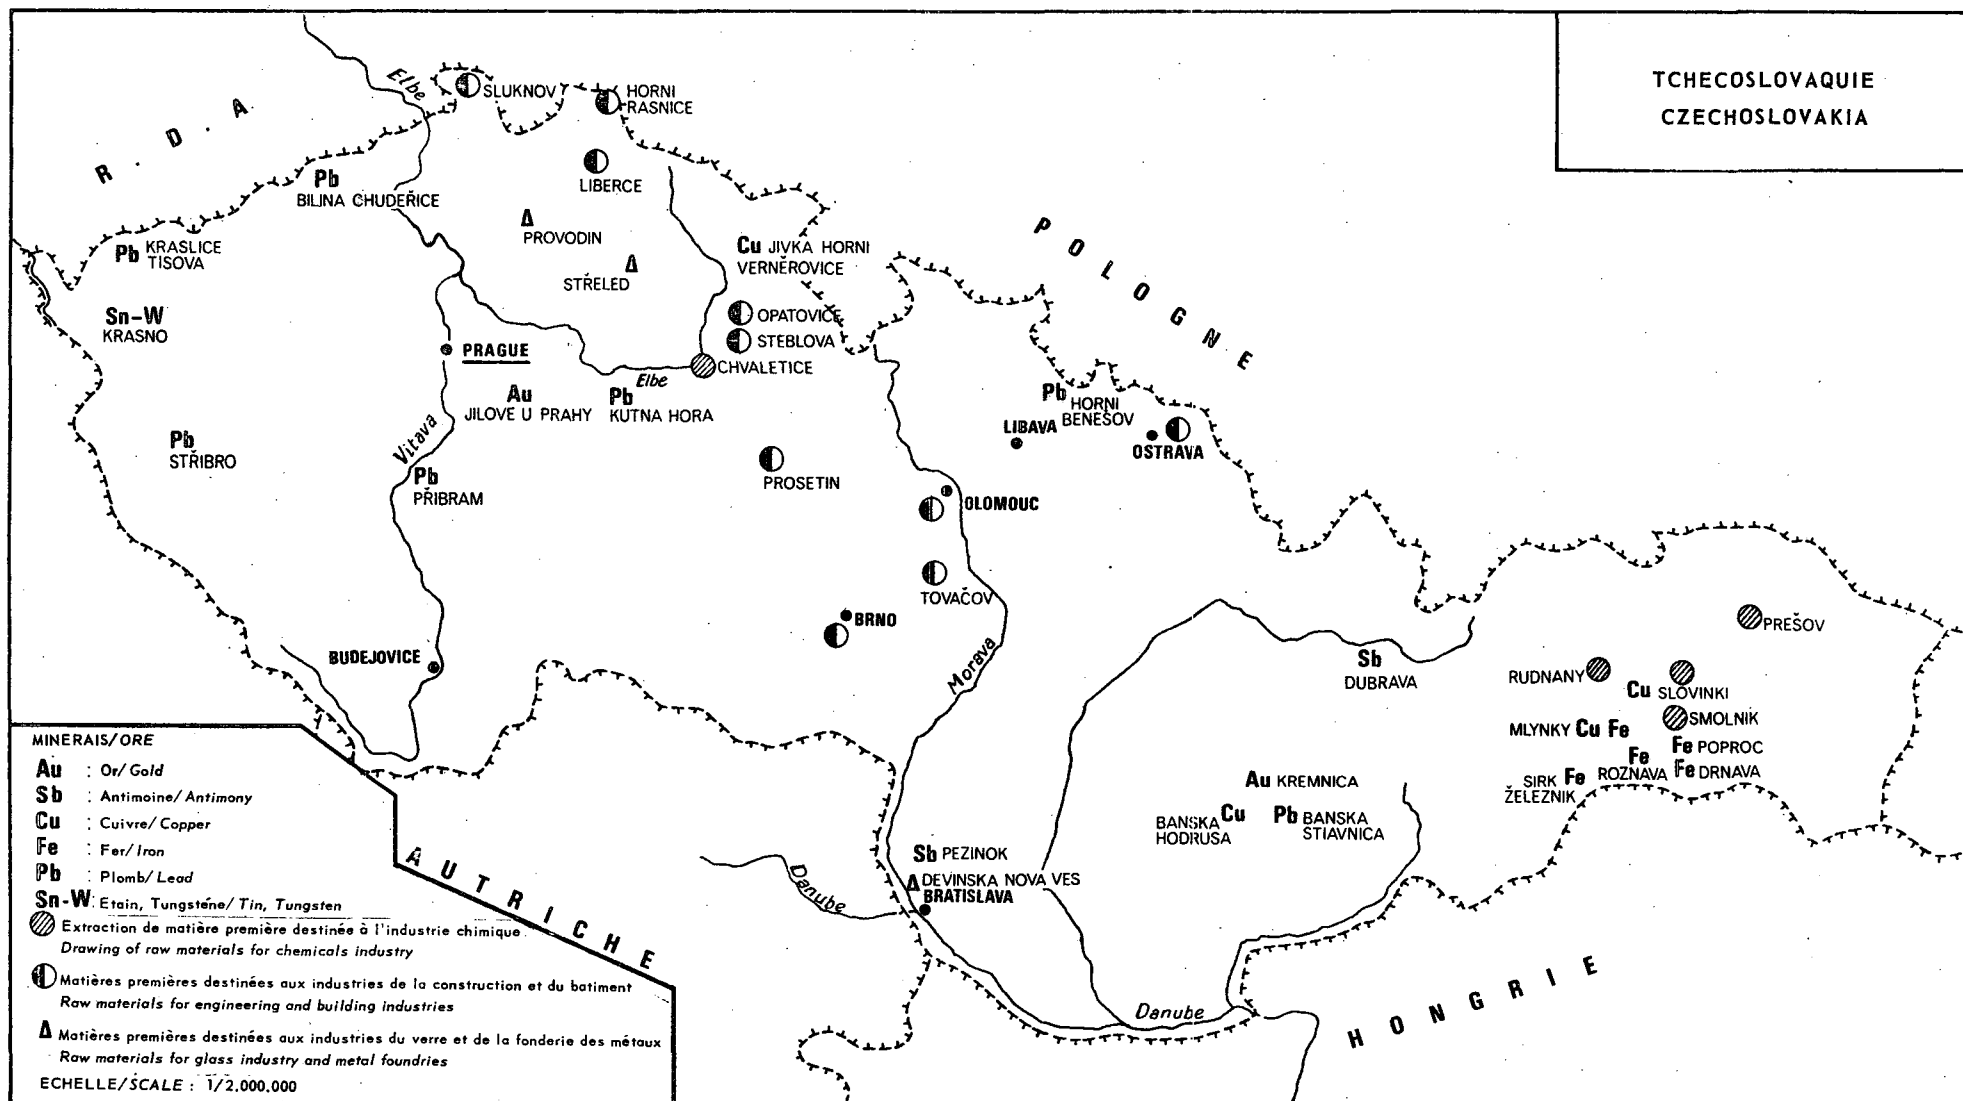 TCHECOSLOVAQUIE
CZECHOSLOVAKIA
R . D . A
Elbe
SLUKNOV
HORNI
RASNICE
LIBERCE
Pb
BILINA CHUDEŘICE
Δ
PROVODIN
Pb KRASLICE
TISOVA
STŘELED Δ
Cu JIVKA HORNI
VERNĚROVICE
POLOGNE
Sn-W
KRASNO
OPATOVICE
STEBLOVA
PRAGUE
CHVALETICE
Elbe
Au
JILOVE U PRAHY
Pb
KUTNA HORA
Pb HORNI
BENEŠOV
LIBAVA
OSTRAVA
Vitava
Pb
STŘIBRO
Pb
PŘIBRAM
PROSETIN
OLOMOUC
TOVAČOV
BRNO
BUDEJOVICE
Morava
Sb
DUBRAVA
PREŠOV
RUDNANY
Cu SLOVINKI
SMOLNIK
MLYNKY Cu Fe
Fe POPROC
Fe
ROZNAVA
Fe DRNAVA
SIRK Fe
ŽELEZNIK
Au KREMNICA
BANSKA Cu
HODRUSA
Pb BANSKA
STIAVNICA
Sb PEZINOK
Δ DEVINSKA NOVA VES
BRATISLAVA
Danube
Danube
AUTRICHE
HONGRIE
MINERAIS/ORE
Au : Or/Gold
Sb : Antimoine/Antimony
Cu : Cuivre/Copper
Fe : Fer/Iron
Pb : Plomb/Lead
Sn-W: Etain, Tungstène/Tin, Tungsten
Extraction de matière première destinée à l'industrie chimique
Drawing of raw materials for chemicals industry
Matières premières destinées aux industries de la construction et du batiment
Raw materials for engineering and building industries
Δ Matières premières destinées aux industries du verre et de la fonderie des métaux
Raw materials for glass industry and metal foundries
ECHELLE/SCALE : 1/2.000.000